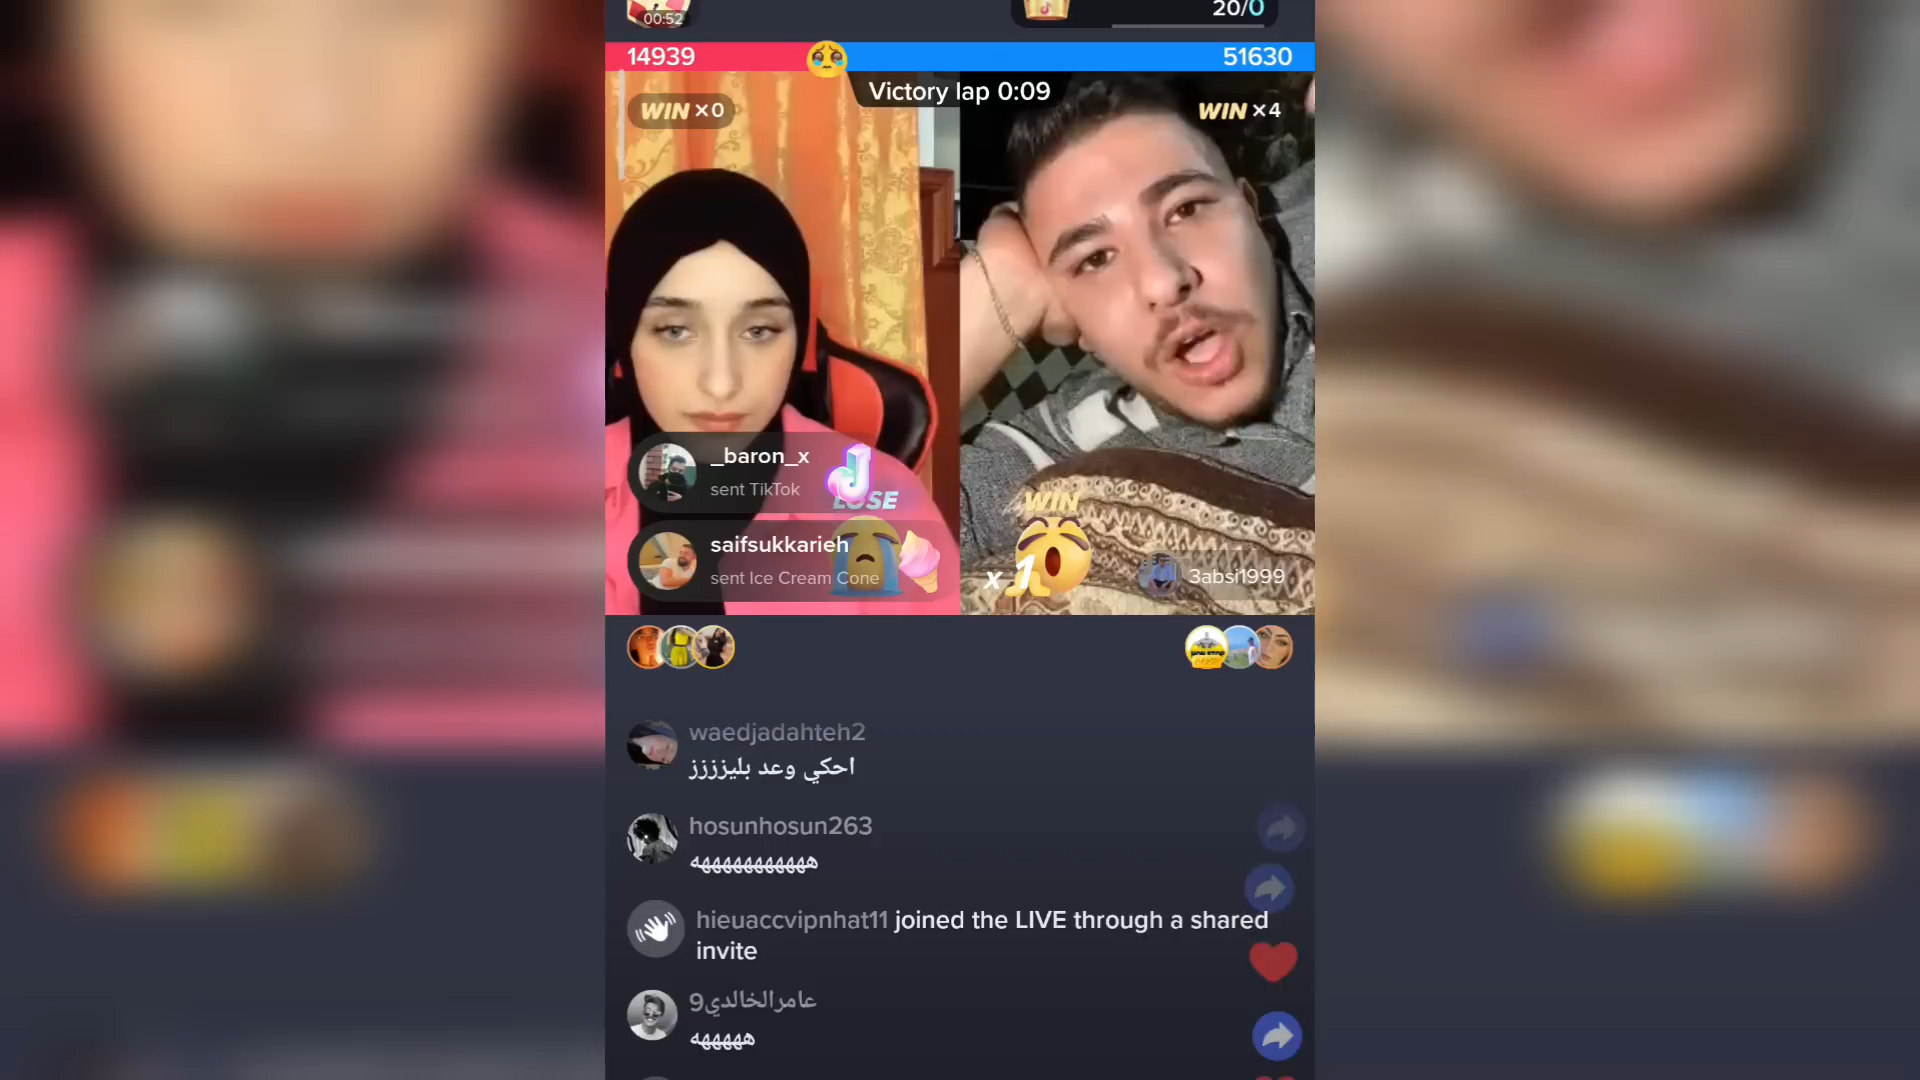 00:52
20/0
14939
51630
Victory lap 0:09
WIN ×0
WIN ×4
_baron_x
sent TikTok
LOSE
saifsukkarieh
sent Ice Cream Cone
WIN
x 1
3absi1999
waedjadahteh2
احكي وعد بليزززز
hosunhosun263
هههههههههههه
hieuaccvipnhat11 joined the LIVE through a shared
invite
عامرالخالدي9
هههههه